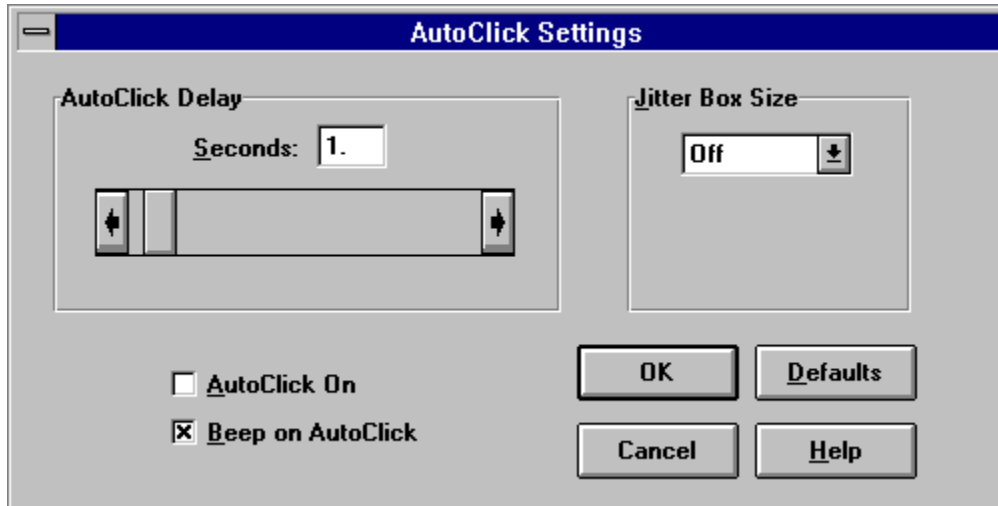 AutoClick Settings
AutoClick Delay
Seconds: 1.
Jitter Box Size
Off
AutoClick On
Beep on AutoClick
OK
Defaults
Cancel
Help